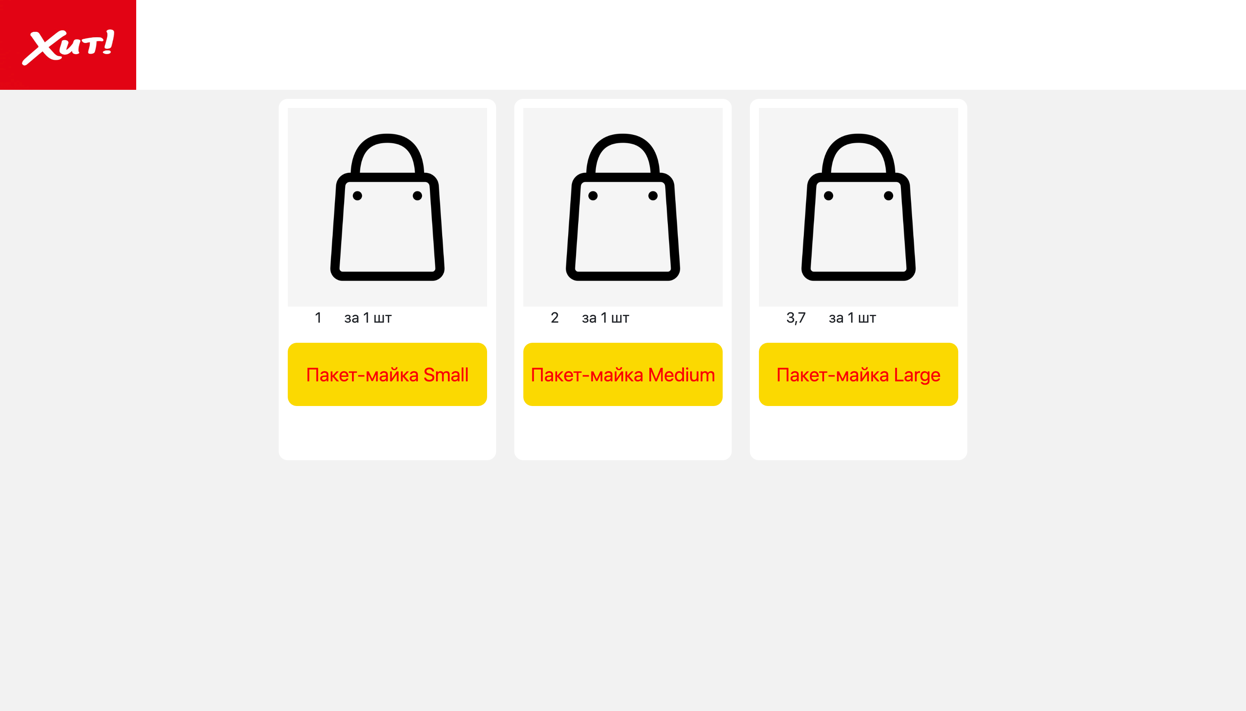 Хит!
1 за 1 шт
Пакет-майка Small
2 за 1 шт
Пакет-майка Medium
3,7 за 1 шт
Пакет-майка Large